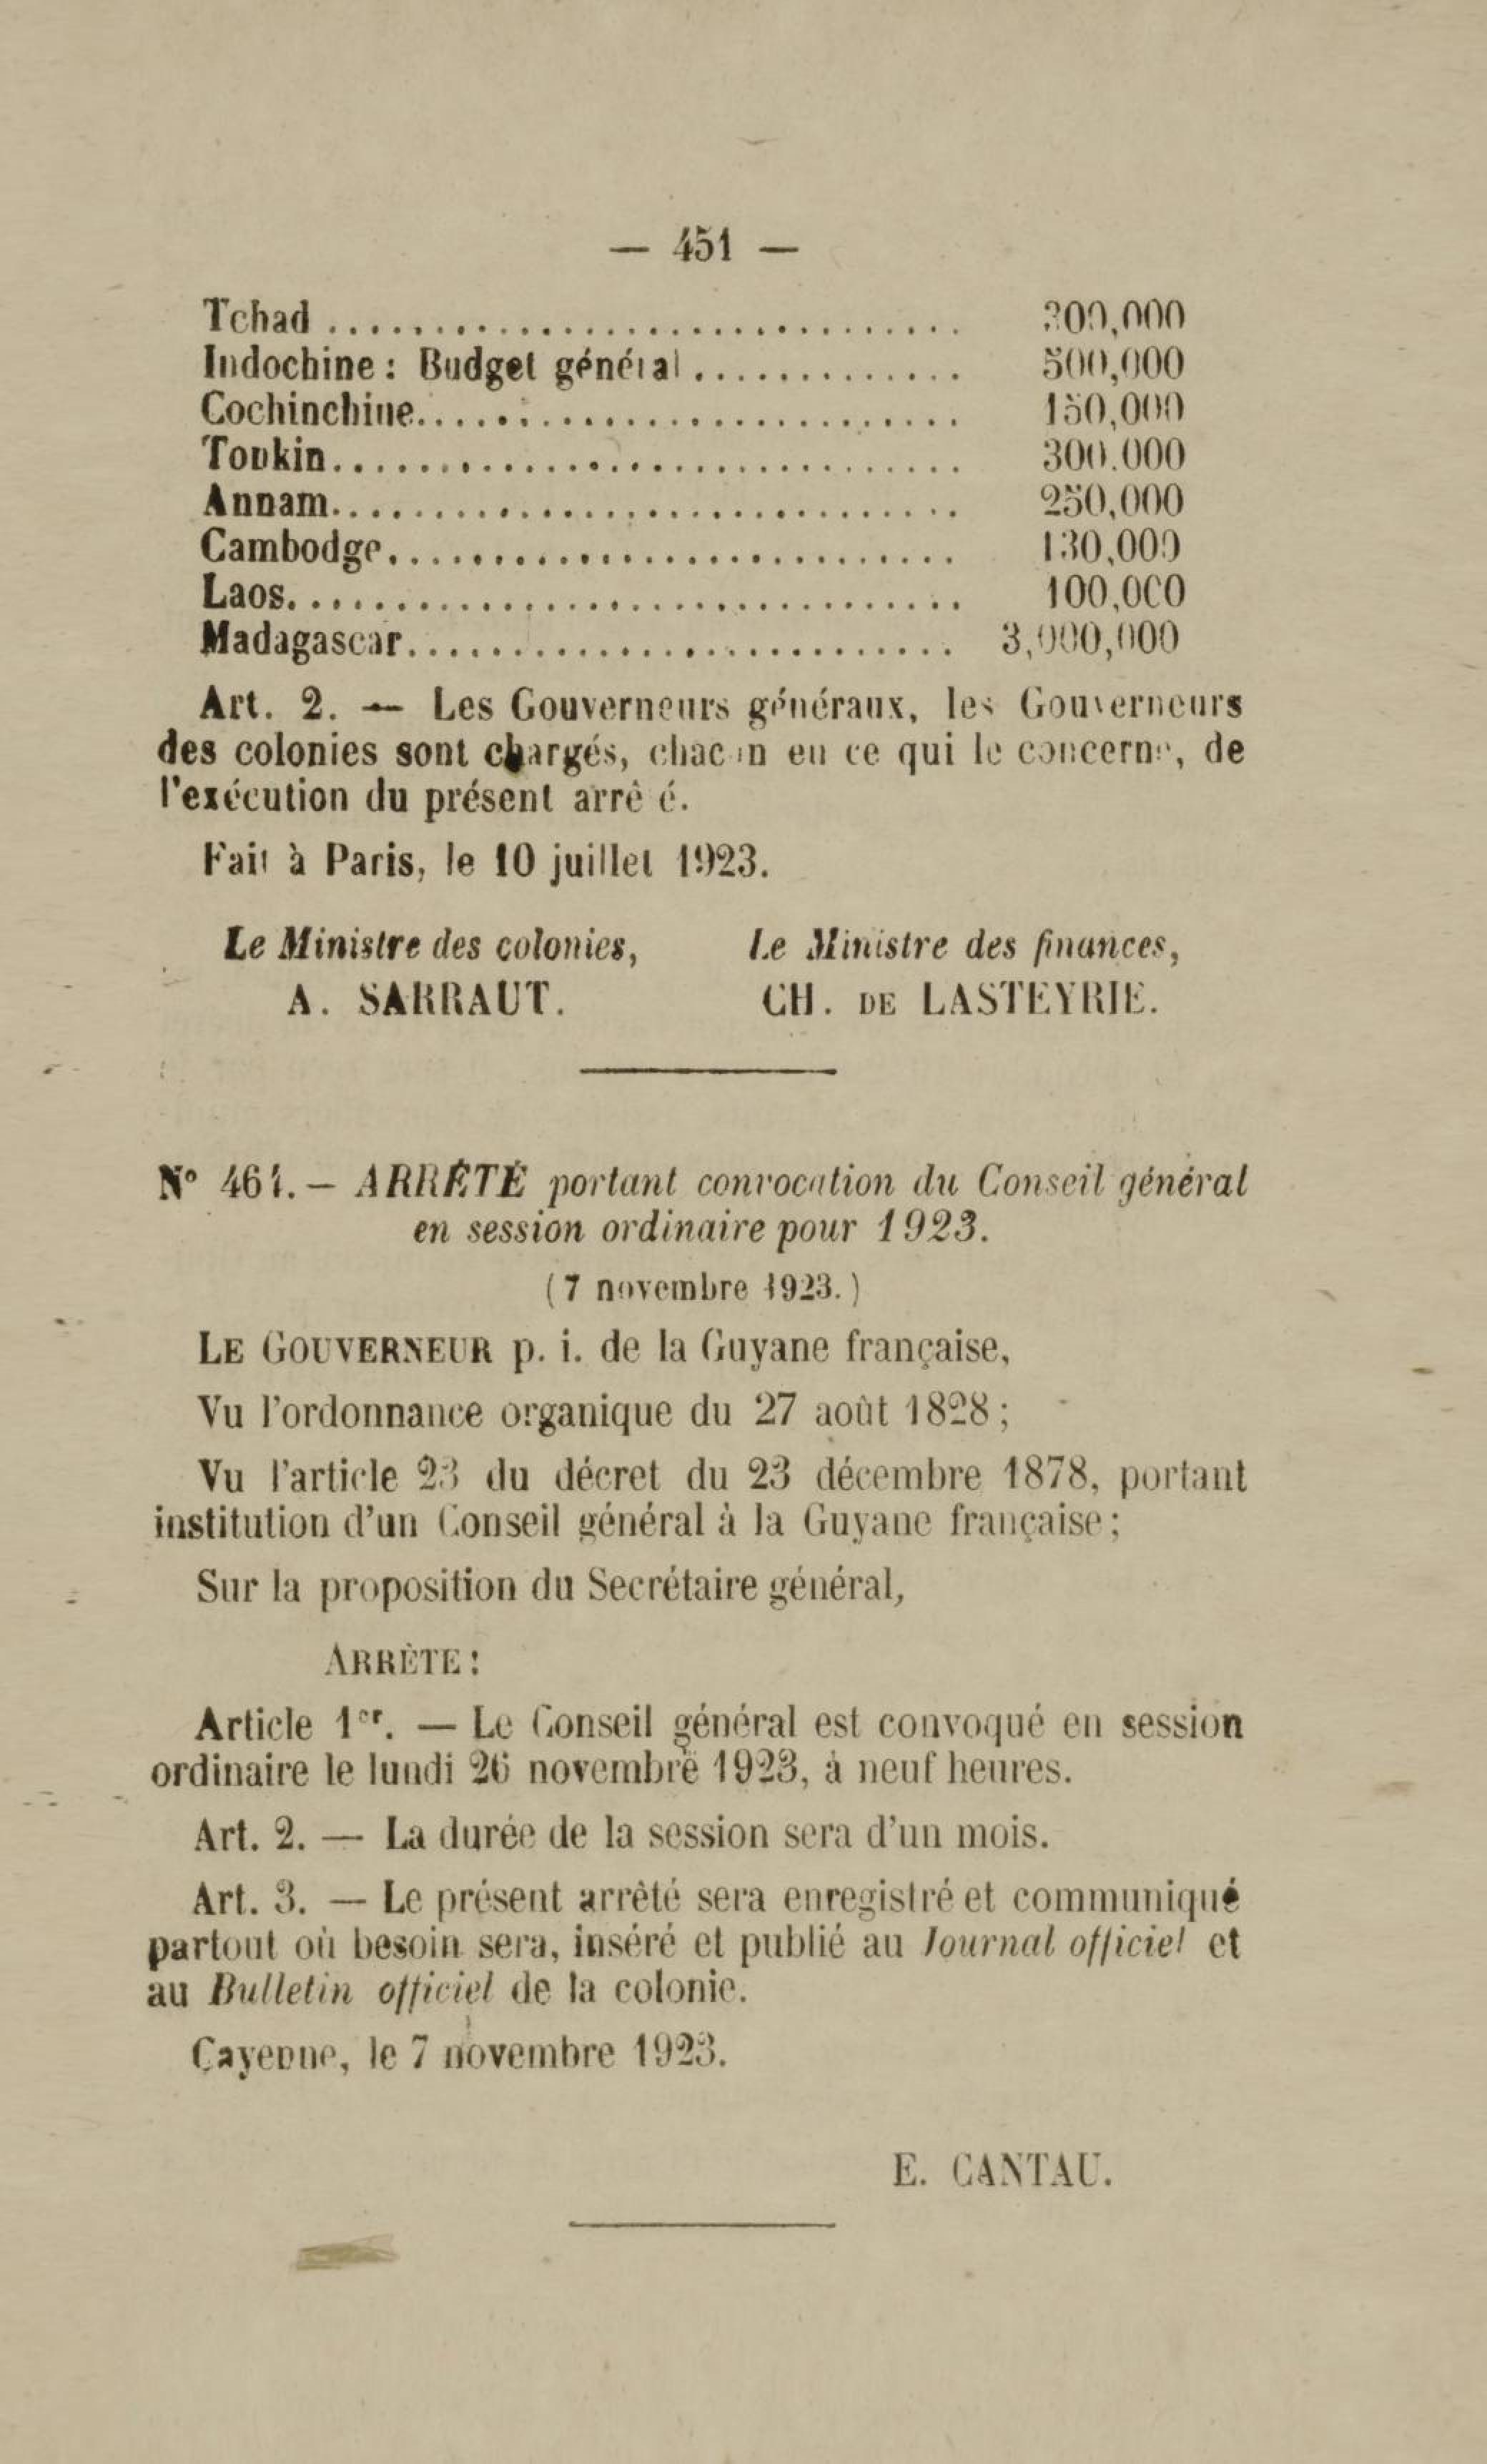 — 451 —
Tchad ................................ 300,000
Indochine : Budget général ............. 500,000
Cochinchine........................... 150,000
Tonkin............................... 300.000
Annam............................... 250,000
Cambodge............................ 130,000
Laos................................. 100,000
Madagascar........................... 3,000,000
Art. 2. — Les Gouverneurs généraux, les Gouverneurs
des colonies sont chargés, chacun en ce qui le concerne, de
l'exécution du présent arrê é.
Fait à Paris, le 10 juillet 1923.
Le Ministre des colonies, Le Ministre des finances,
A. SARRAUT. CH. DE LASTEYRIE.
N° 461. — ARRÊTÉ portant convocation du Conseil général
en session ordinaire pour 1923.
(7 novembre 1923.)
LE GOUVERNEUR p. i. de la Guyane française,
Vu l'ordonnance organique du 27 août 1828 ;
Vu l'article 23 du décret du 23 décembre 1878, portant
institution d'un Conseil général à la Guyane française ;
Sur la proposition du Secrétaire général,
ARRÊTE :
Article 1er. — Le Conseil général est convoqué en session
ordinaire le lundi 26 novembre 1923, à neuf heures.
Art. 2. — La durée de la session sera d'un mois.
Art. 3. — Le présent arrêté sera enregistré et communiqué
partout où besoin sera, inséré et publié au Journal officiel et
au Bulletin officiel de la colonie.
Cayenne, le 7 novembre 1923.
E. CANTAU.